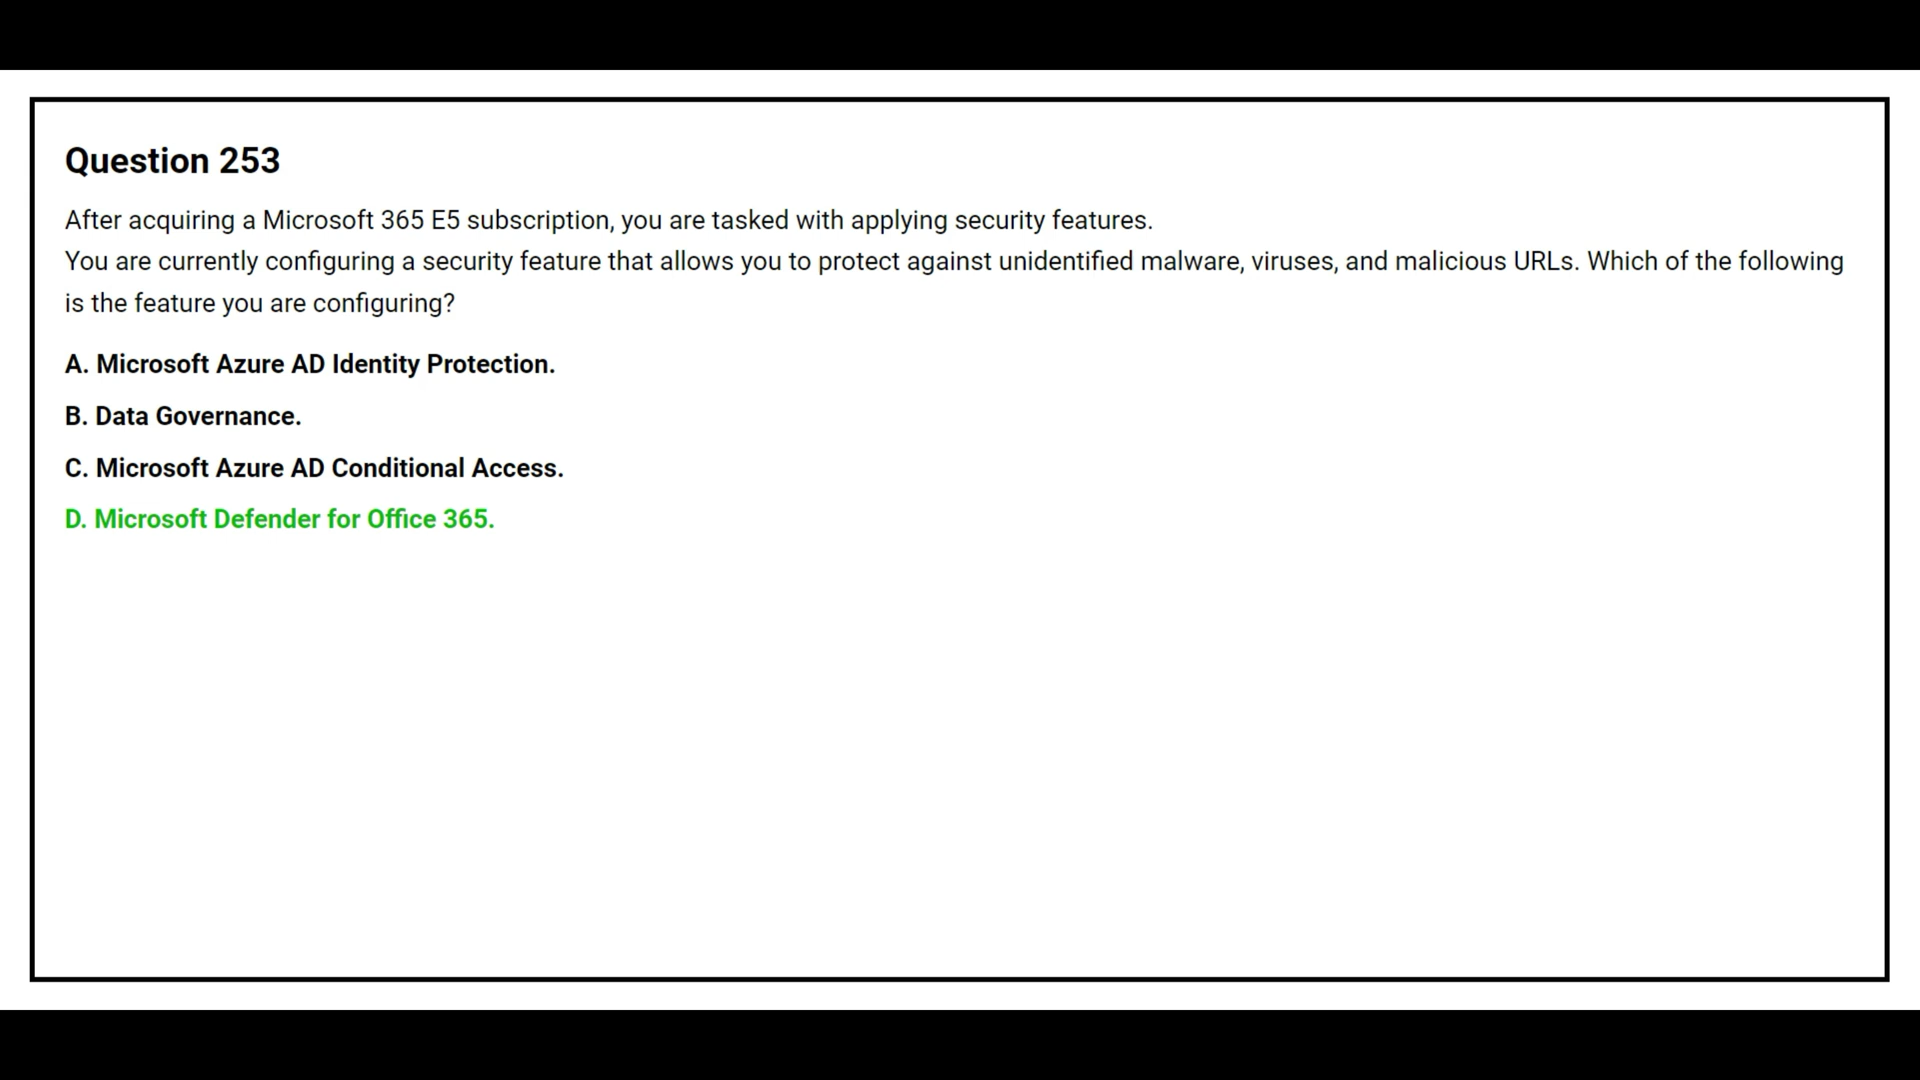 Question 253
After acquiring a Microsoft 365 E5 subscription, you are tasked with applying security features.
You are currently configuring a security feature that allows you to protect against unidentified malware, viruses, and malicious URLs. Which of the following
is the feature you are configuring?
A. Microsoft Azure AD Identity Protection.
B. Data Governance.
C. Microsoft Azure AD Conditional Access.
D. Microsoft Defender for Office 365.